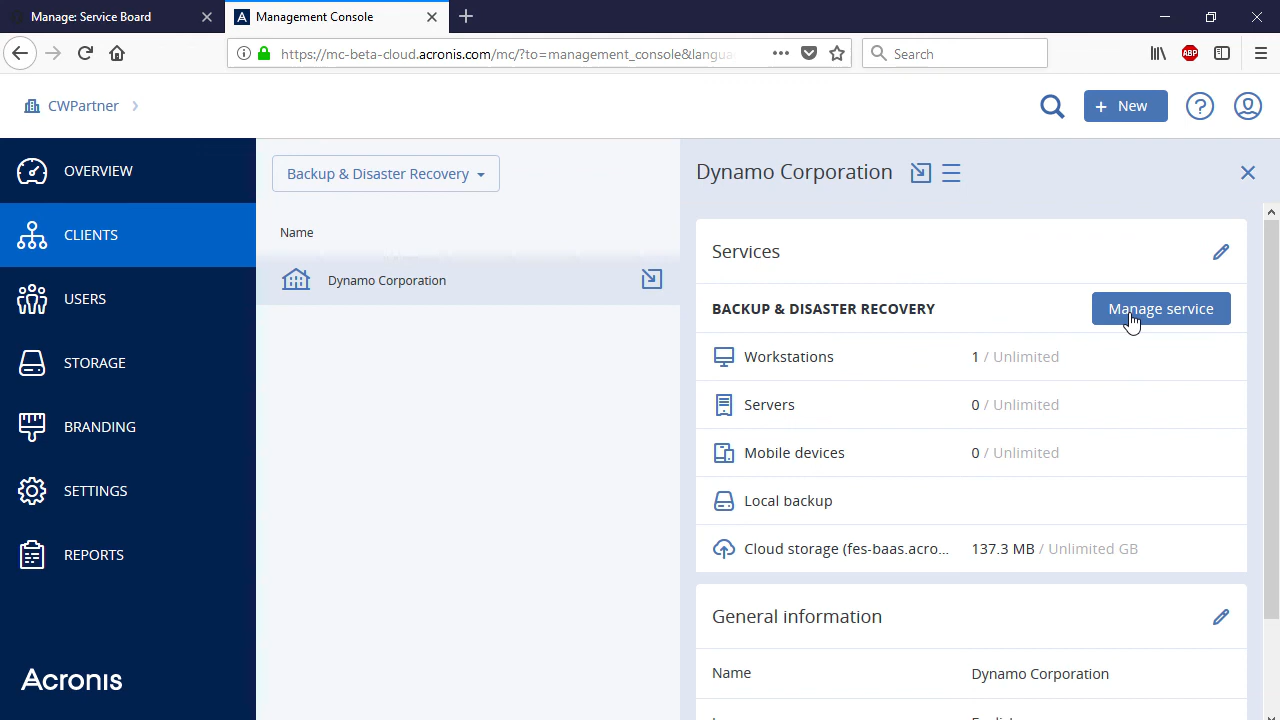 Manage: Service Board
Management Console
https://mc-beta-cloud.acronis.com/mc/?to=management_console&langua
Search
ABP
CWPartner
+ New
OVERVIEW
CLIENTS
USERS
STORAGE
BRANDING
SETTINGS
REPORTS
Acronis
Backup & Disaster Recovery
Name
Dynamo Corporation
Dynamo Corporation
Services
BACKUP & DISASTER RECOVERY
Manage service
Workstations 1 / Unlimited
Servers 0 / Unlimited
Mobile devices 0 / Unlimited
Local backup
Cloud storage (fes-baas.acro... 137.3 MB / Unlimited GB
General information
Name Dynamo Corporation